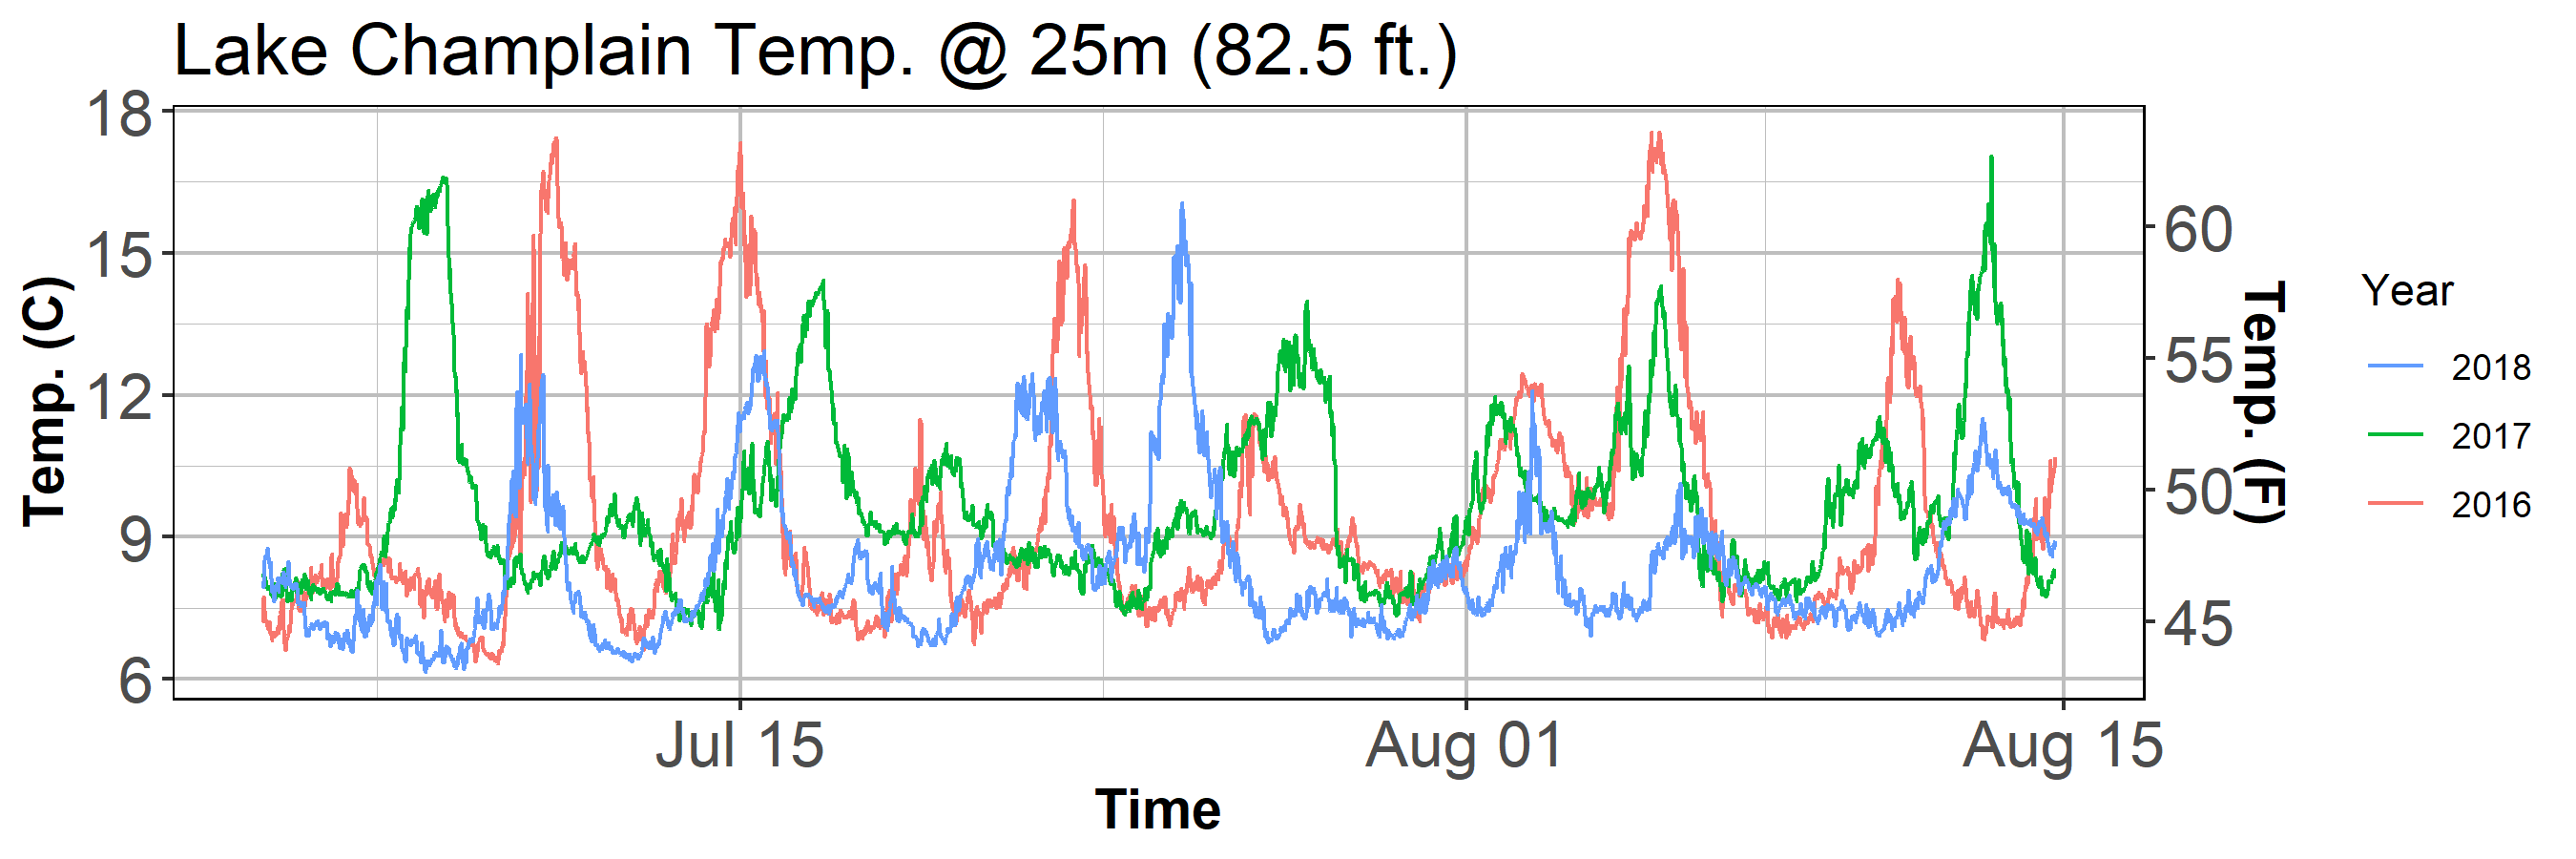 Lake Champlain Temp. @ 25m (82.5 ft.)
18
15
12
9
6
Temp. (C)
60
55
50
45
Temp. (F)
Jul 15
Aug 01
Aug 15
Time
Year
2018
2017
2016